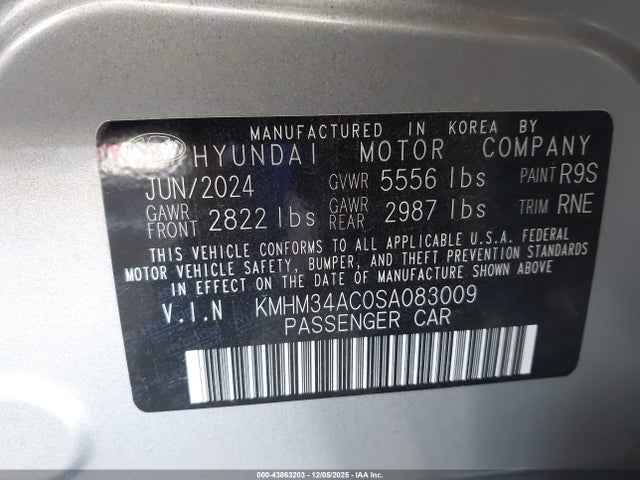 MANUFACTURED IN KOREA BY
HYUNDAI MOTOR COMPANY
JUN/2024 GVWR 5556 lbs PAINT R9S
GAWR FRONT 2822 lbs GAWR REAR 2987 lbs TRIM RNE
THIS VEHICLE CONFORMS TO ALL APPLICABLE U.S.A. FEDERAL
MOTOR VEHICLE SAFETY, BUMPER, AND THEFT PREVENTION STANDARDS
IN EFFECT ON THE DATE OF MANUFACTURE SHOWN ABOVE
V.I.N KMHM34AC0SA083009
PASSENGER CAR
000-43863203 - 12/05/2025 - Copyright © IAA, Inc.